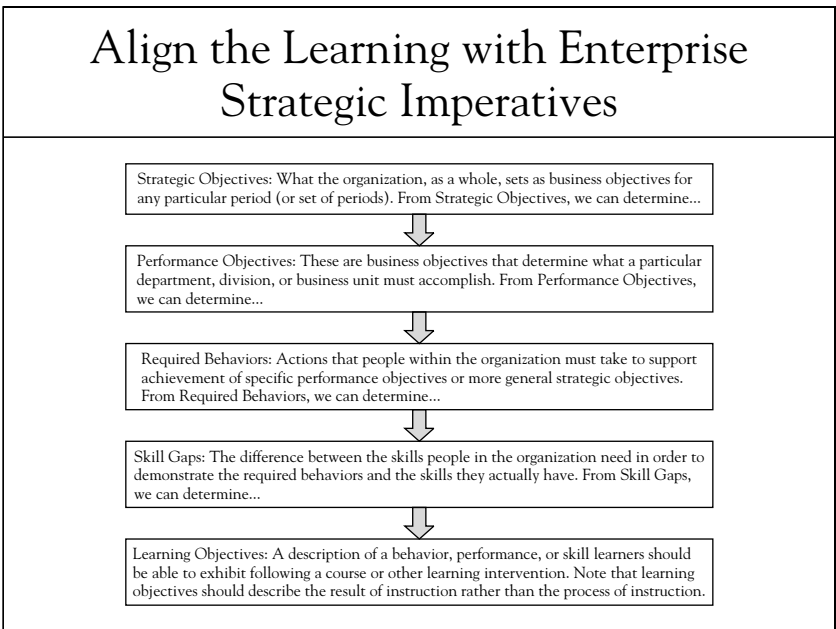 Align the Learning with Enterprise
Strategic Imperatives
Strategic Objectives: What the organization, as a whole, sets as business objectives for
any particular period (or set of periods). From Strategic Objectives, we can determine...
Performance Objectives: These are business objectives that determine what a particular
department, division, or business unit must accomplish. From Performance Objectives,
we can determine...
Required Behaviors: Actions that people within the organization must take to support
achievement of specific performance objectives or more general strategic objectives.
From Required Behaviors, we can determine...
Skill Gaps: The difference between the skills people in the organization need in order to
demonstrate the required behaviors and the skills they actually have. From Skill Gaps,
we can determine...
Learning Objectives: A description of a behavior, performance, or skill learners should
be able to exhibit following a course or other learning intervention. Note that learning
objectives should describe the result of instruction rather than the process of instruction.